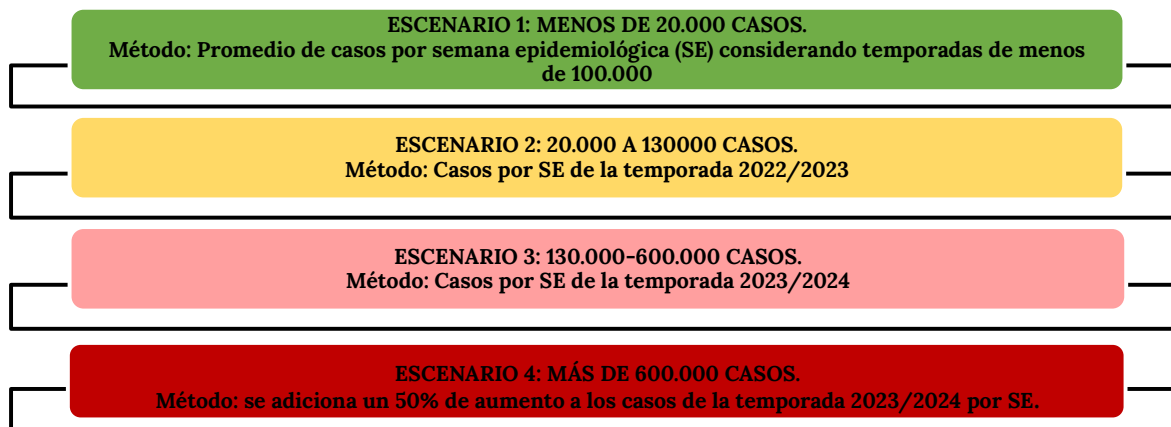 ESCENARIO 1: MENOS DE 20.000 CASOS.
Método: Promedio de casos por semana epidemiológica (SE) considerando temporadas de menos
de 100.000
ESCENARIO 2: 20.000 A 130000 CASOS.
Método: Casos por SE de la temporada 2022/2023
ESCENARIO 3: 130.000-600.000 CASOS.
Método: Casos por SE de la temporada 2023/2024
ESCENARIO 4: MÁS DE 600.000 CASOS.
Método: se adiciona un 50% de aumento a los casos de la temporada 2023/2024 por SE.